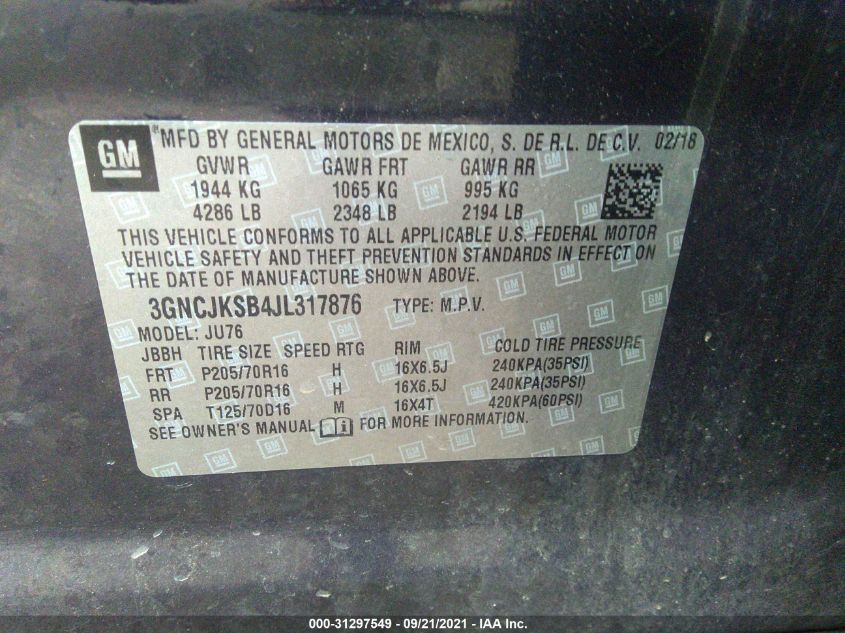 GM MFD BY GENERAL MOTORS DE MEXICO, S. DE R.L. DE C.V. 02/18
GVWR GAWR FRT GAWR RR
1944 KG 1065 KG 995 KG
4286 LB 2348 LB 2194 LB
THIS VEHICLE CONFORMS TO ALL APPLICABLE U.S. FEDERAL MOTOR
VEHICLE SAFETY AND THEFT PREVENTION STANDARDS IN EFFECT ON
THE DATE OF MANUFACTURE SHOWN ABOVE.
3GNCJKSB4JL317876 TYPE: M.P.V.
MODEL: JU76
JBBH TIRE SIZE SPEED RTG RIM COLD TIRE PRESSURE
FRT P205/70R16 H 16X6.5J 240KPA(35PSI)
RR P205/70R16 H 16X6.5J 240KPA(35PSI)
SPA T125/70D16 M 16X4T 420KPA(60PSI)
SEE OWNER'S MANUAL FOR MORE INFORMATION.
000-31297549 - 09/21/2021 - IAA Inc.